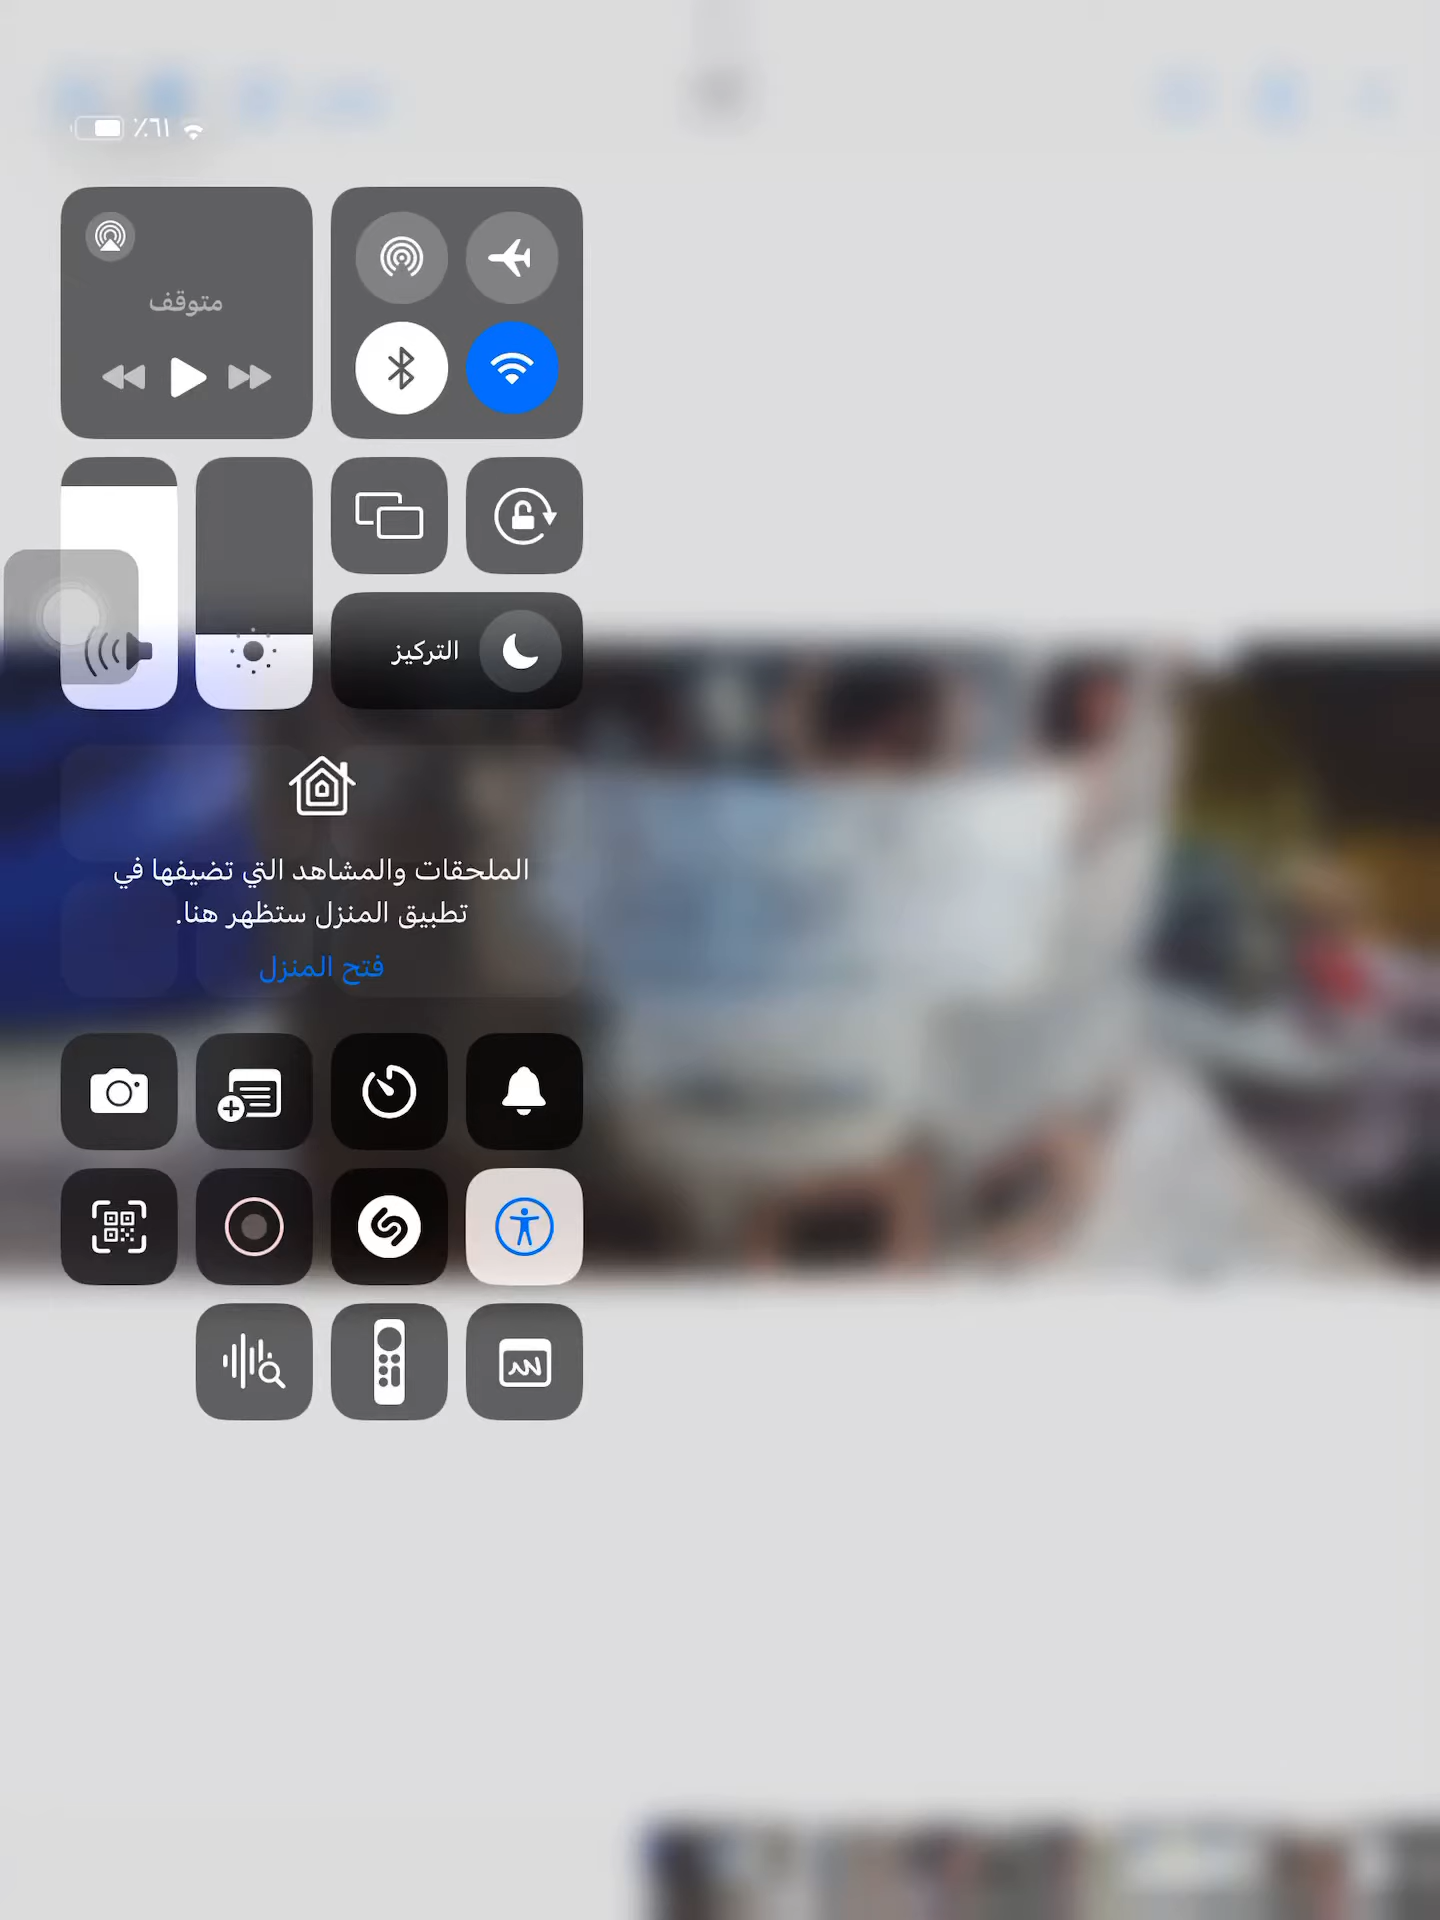 ٪٦١
متوقف
التركيز
الملحقات والمشاهد التي تضيفها في
تطبيق المنزل ستظهر هنا.
فتح المنزل